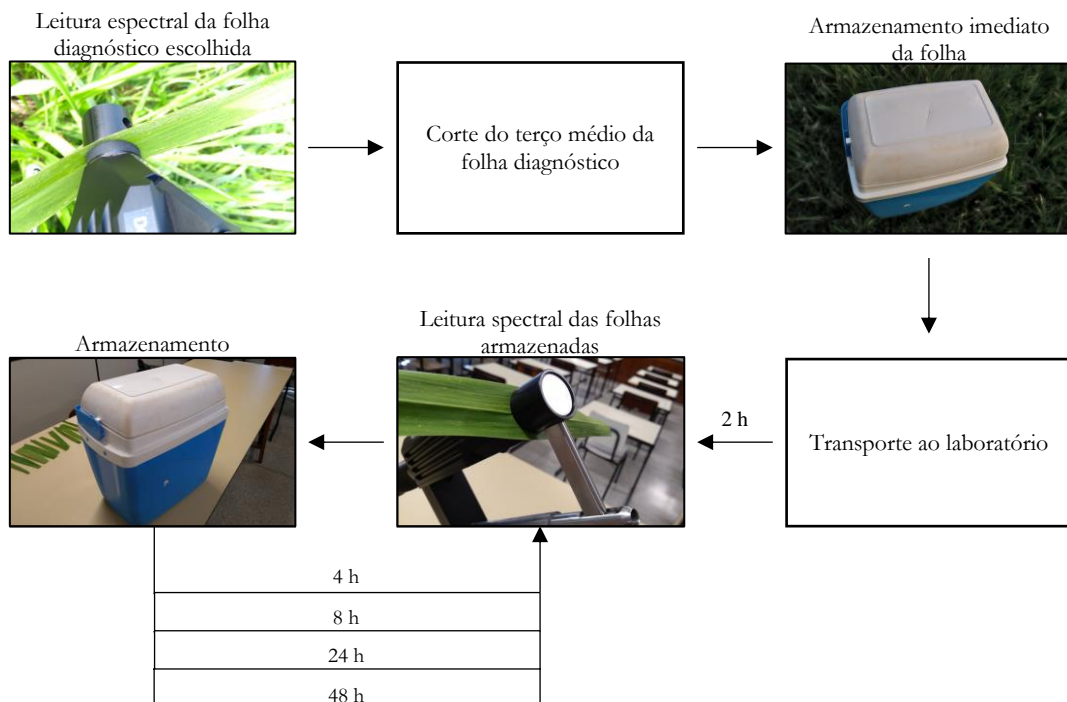 Leitura espectral da folha
diagnóstico escolhida
Corte do terço médio da
folha diagnóstico
Armazenamento imediato
da folha
Armazenamento
Leitura spectral das folhas
armazenadas
2 h
Transporte ao laboratório
4 h
8 h
24 h
48 h